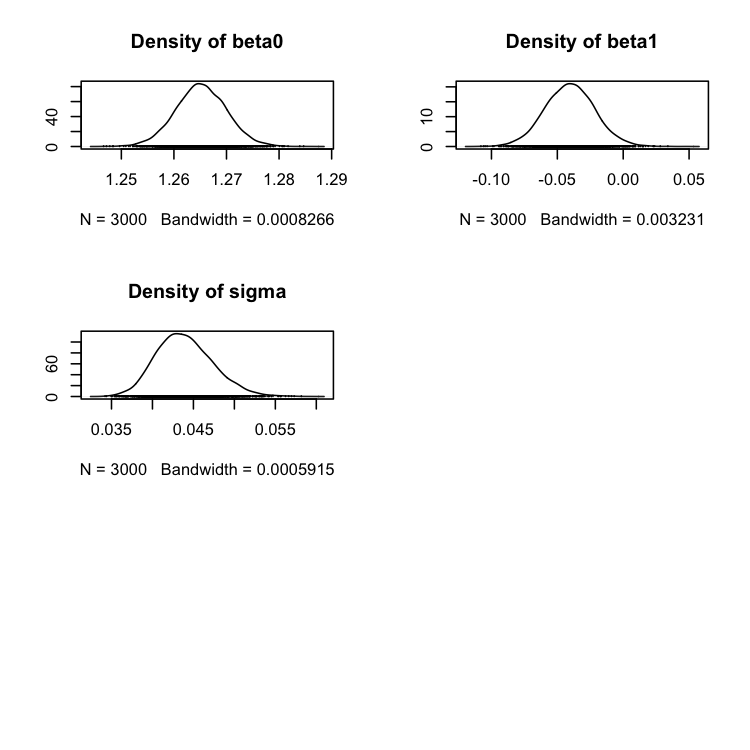 Density of beta0
40
0
1.25 1.26 1.27 1.28 1.29
N = 3000 Bandwidth = 0.0008266
Density of beta1
10
0
-0.10 -0.05 0.00 0.05
N = 3000 Bandwidth = 0.003231
Density of sigma
60
0
0.035 0.045 0.055
N = 3000 Bandwidth = 0.0005915